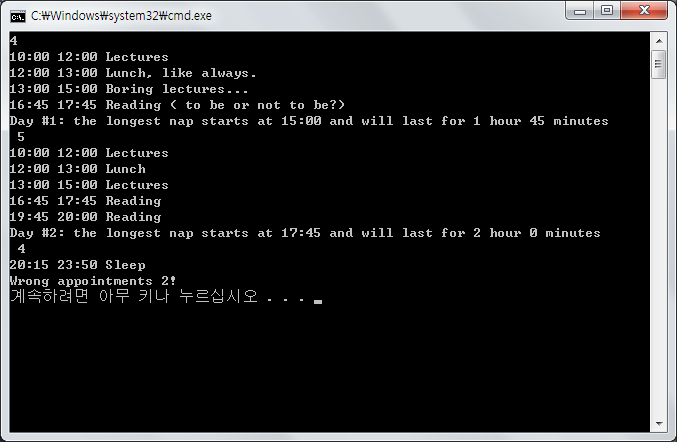 C:₩Windows₩system32₩cmd.exe
4
10:00 12:00 Lectures
12:00 13:00 Lunch, like always.
13:00 15:00 Boring lectures...
16:45 17:45 Reading ( to be or not to be?)
Day #1: the longest nap starts at 15:00 and will last for 1 hour 45 minutes
5
10:00 12:00 Lectures
12:00 13:00 Lunch
13:00 15:00 Lectures
16:45 17:45 Reading
19:45 20:00 Reading
Day #2: the longest nap starts at 17:45 and will last for 2 hour 0 minutes
4
20:15 23:50 Sleep
Wrong appointments 2!
계속하려면 아무 키나 누르십시오 . . .